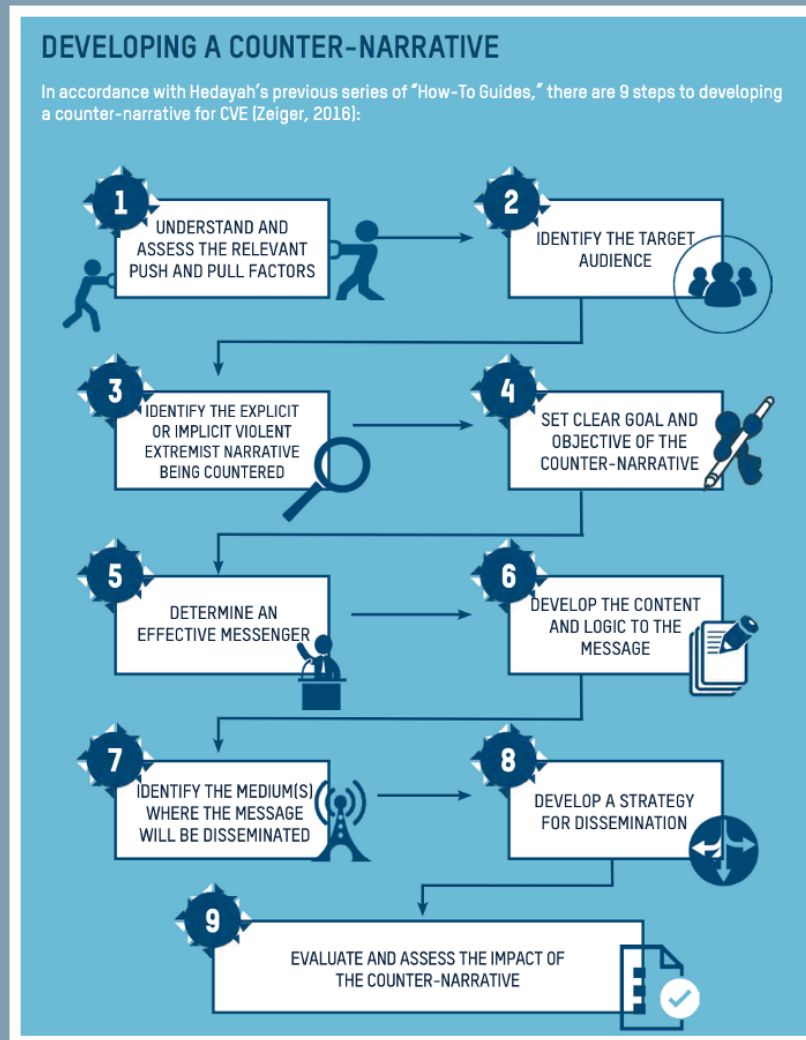 DEVELOPING A COUNTER-NARRATIVE
In accordance with Hedayah's previous series of "How-To Guides," there are 9 steps to developing
a counter-narrative for CVE (Zeiger, 2016):
1
UNDERSTAND AND
ASSESS THE RELEVANT
PUSH AND PULL FACTORS
2
IDENTIFY THE TARGET
AUDIENCE
3
IDENTIFY THE EXPLICIT
OR IMPLICIT VIOLENT
EXTREMIST NARRATIVE
BEING COUNTERED
4
SET CLEAR GOAL AND
OBJECTIVE OF THE
COUNTER-NARRATIVE
5
DETERMINE AN
EFFECTIVE MESSENGER
6
DEVELOP THE CONTENT
AND LOGIC TO THE
MESSAGE
7
IDENTIFY THE MEDIUM(S)
WHERE THE MESSAGE
WILL BE DISSEMINATED
8
DEVELOP A STRATEGY
FOR DISSEMINATION
9
EVALUATE AND ASSESS THE IMPACT OF
THE COUNTER-NARRATIVE